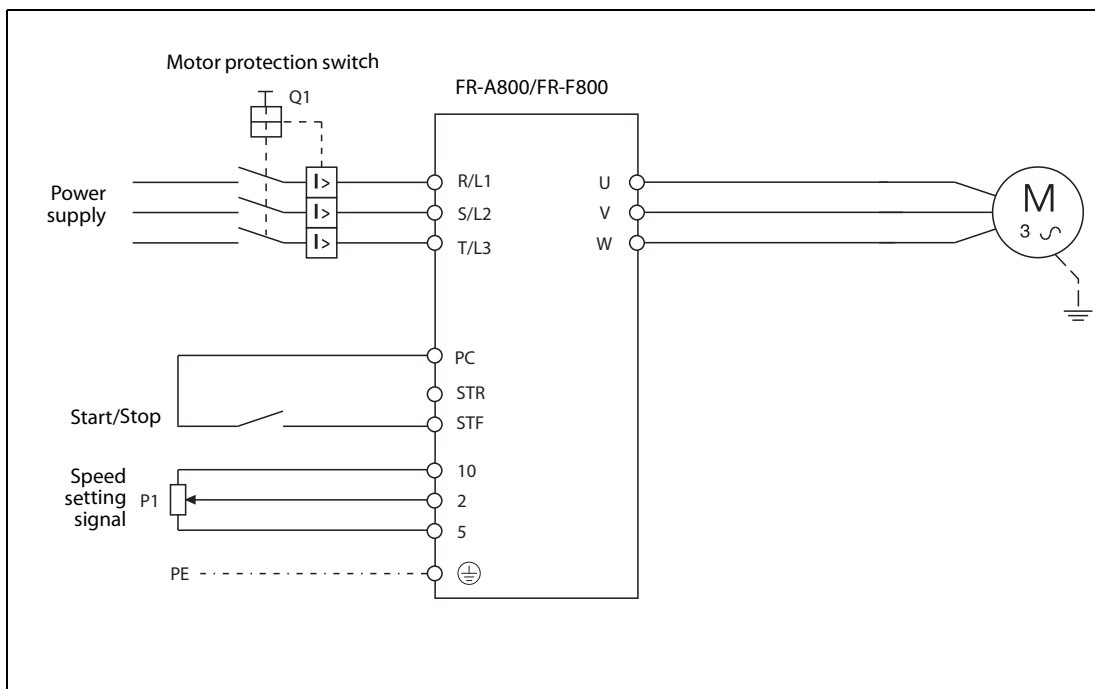 Motor protection switch
Q1
FR-A800/FR-F800
Power
supply
I>
I>
I>
R/L1
S/L2
T/L3
U
V
W
M
3
PC
STR
STF
Start/Stop
Speed
setting
signal
P1
10
2
5
PE